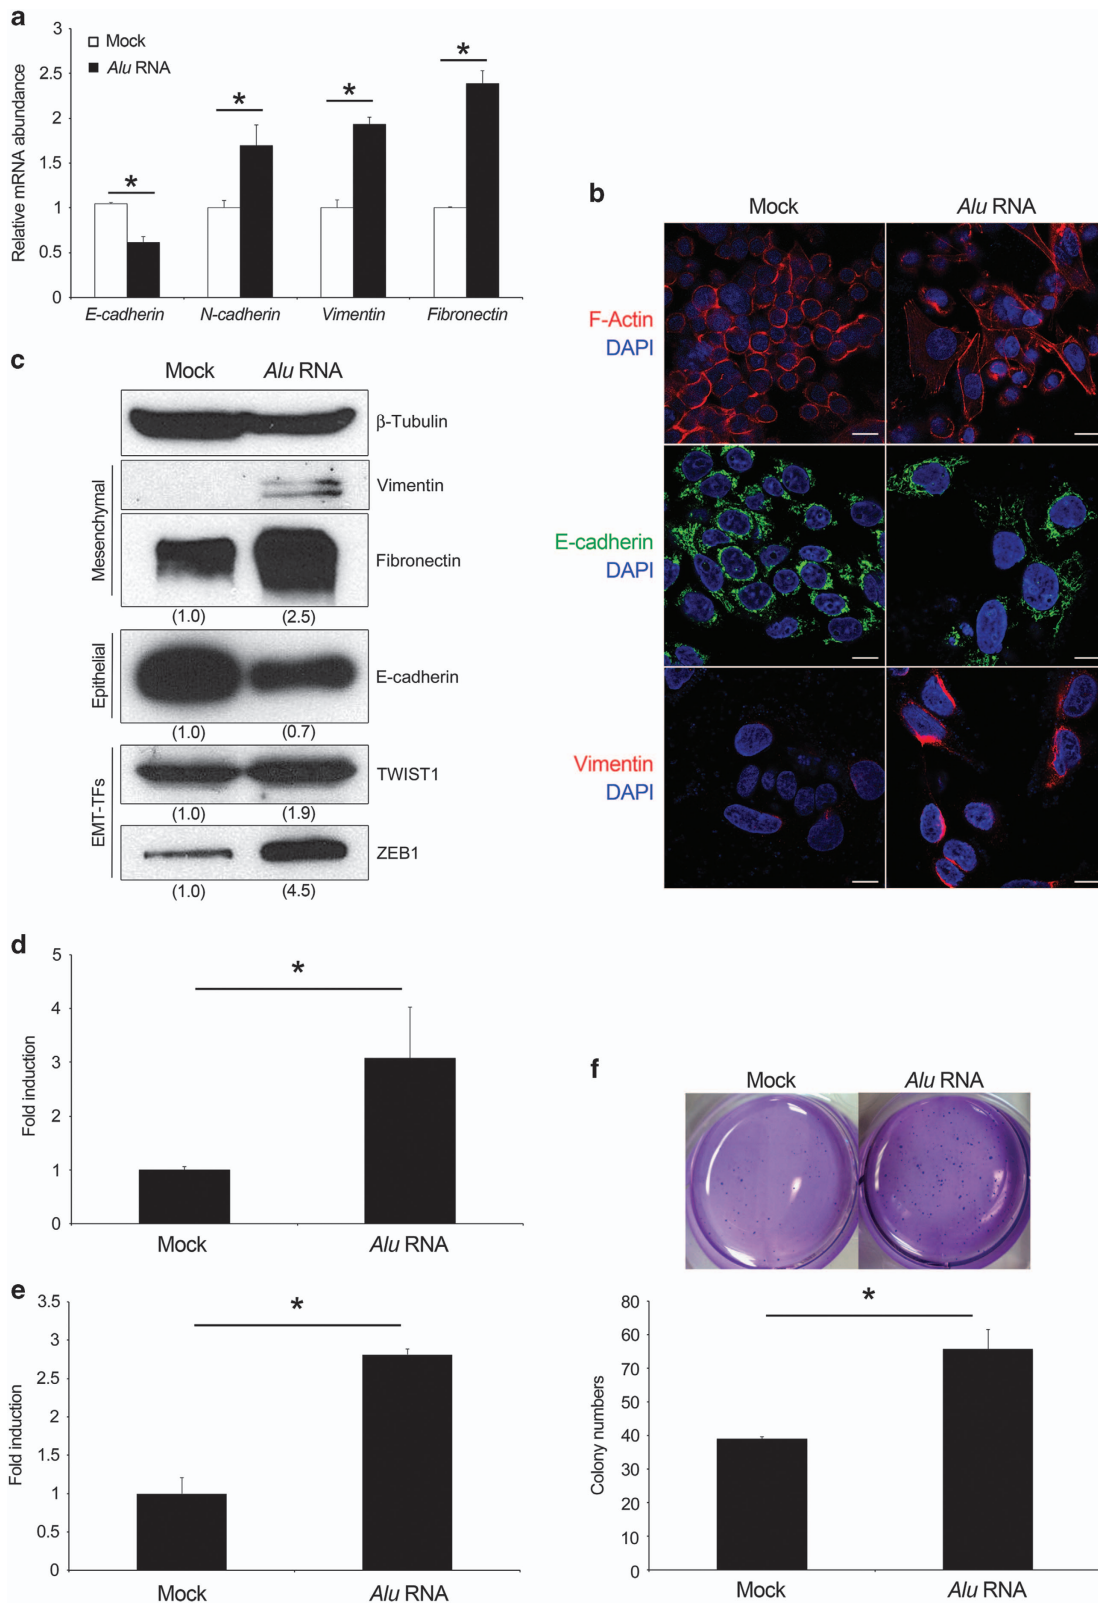 a
3
2.5
2
1.5
1
0.5
0
Relative mRNA abundance
Mock
Alu RNA
*
*
*
*
E-cadherin
N-cadherin
Vimentin
Fibronectin
b
Mock
Alu RNA
F-Actin
DAPI
E-cadherin
DAPI
Vimentin
DAPI
c
Mock
Alu RNA
β-Tubulin
Mesenchymal
Vimentin
Fibronectin
(1.0)
(2.5)
Epithelial
E-cadherin
(1.0)
(0.7)
EMT-TFs
TWIST1
(1.0)
(1.9)
ZEB1
(1.0)
(4.5)
d
5
4
3
2
1
0
Fold induction
*
Mock
Alu RNA
e
3.5
3
2.5
2
1.5
1
0.5
0
Fold induction
*
Mock
Alu RNA
f
Mock
Alu RNA
80
60
70
50
40
30
20
10
0
Colony numbers
*
Mock
Alu RNA